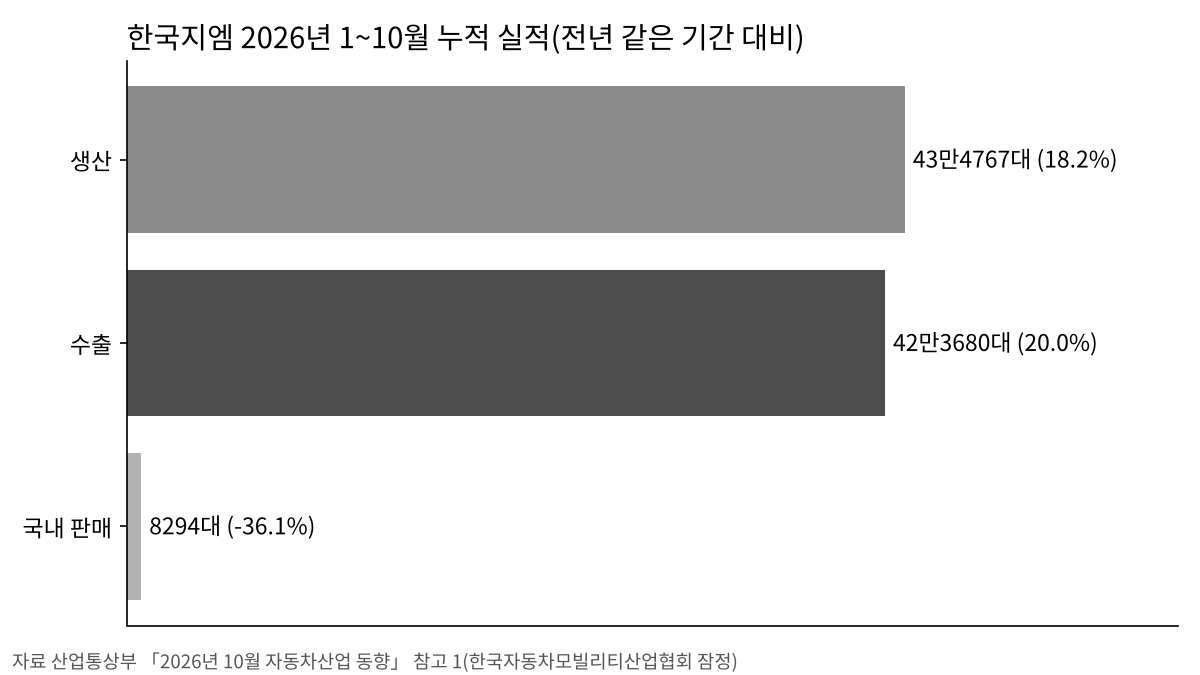 한국지엠 2026년 1~10월 누적 실적(전년 같은 기간 대비)
생산
43만4767대 (18.2%)
수출
42만3680대 (20.0%)
국내 판매
8294대 (-36.1%)
자료 산업통상부 「2026년 10월 자동차산업 동향」 참고 1(한국자동차모빌리티산업협회 잠정)